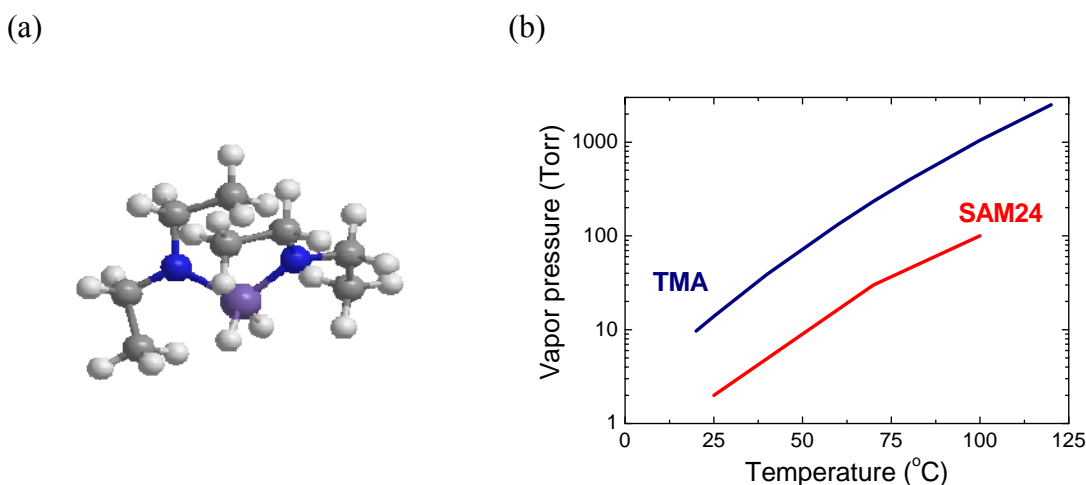 (a)
(b)
Vapor pressure (Torr)
1000
100
10
1
TMA
SAM24
0
25
50
75
100
125
Temperature (°C)